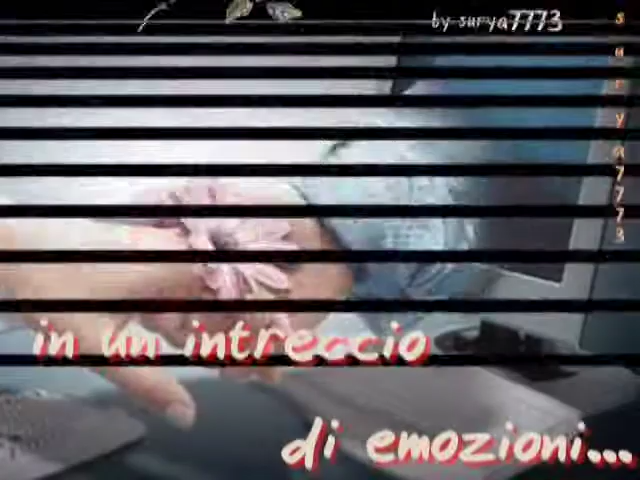 by surya7773
surya7773
in un intreccio
di emozioni...